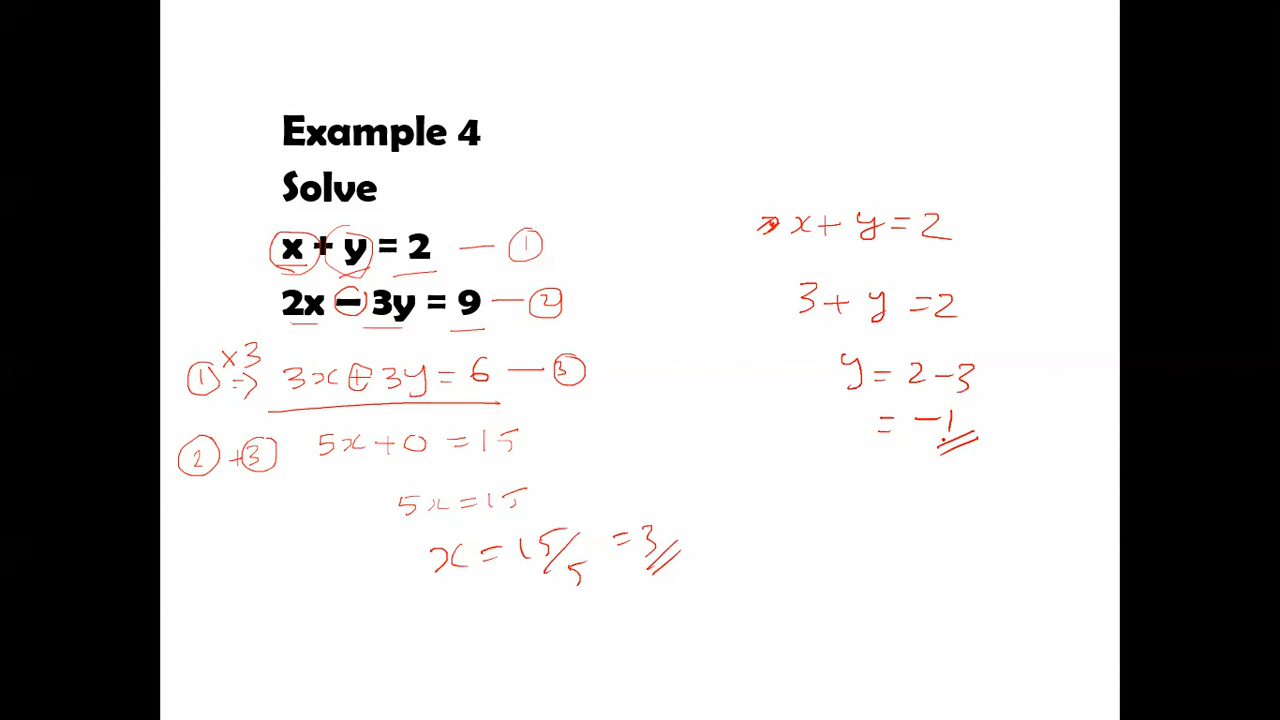 Example 4
Solve
x + y = 2 — ①
2x – 3y = 9 — ②
① ×3 ⇒ 3x + 3y = 6 — ③
② + ③ 5x + 0 = 15
5x = 15
x = 15/5 = 3
⇒ x + y = 2
3 + y = 2
y = 2 – 3
= –1